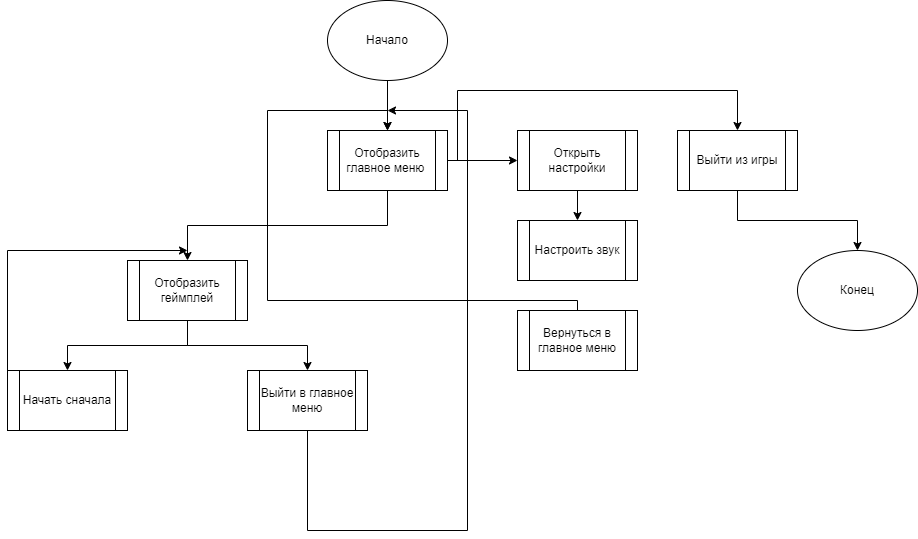 Начало
Отобразить
главное меню
Открыть
настройки
Выйти из игры
Настроить звук
Отобразить
геймплей
Конец
Вернуться в
главное меню
Начать сначала
Выйти в главное
меню